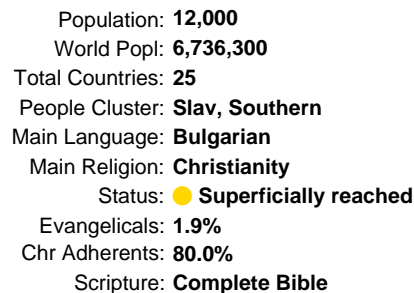 Population: 12,000
World Popl: 6,736,300
Total Countries: 25
People Cluster: Slav, Southern
Main Language: Bulgarian
Main Religion: Christianity
Status: Superficially reached
Evangelicals: 1.9%
Chr Adherents: 80.0%
Scripture: Complete Bible